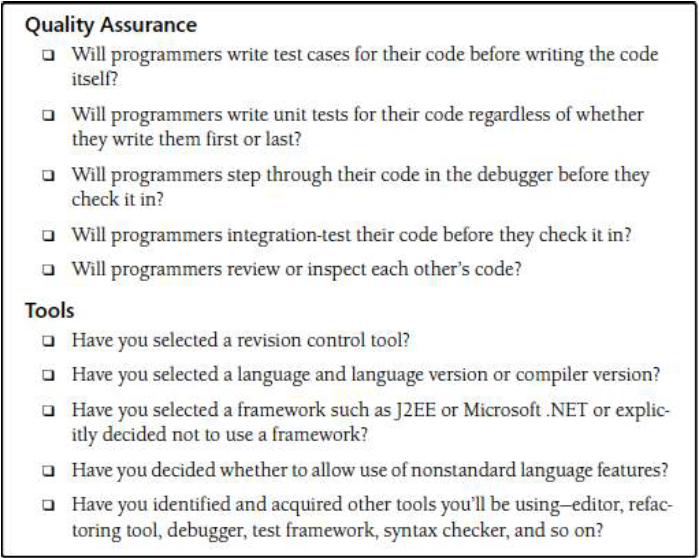 Quality Assurance
❑ Will programmers write test cases for their code before writing the code
itself?
❑ Will programmers write unit tests for their code regardless of whether
they write them first or last?
❑ Will programmers step through their code in the debugger before they
check it in?
❑ Will programmers integration-test their code before they check it in?
❑ Will programmers review or inspect each other's code?
Tools
❑ Have you selected a revision control tool?
❑ Have you selected a language and language version or compiler version?
❑ Have you selected a framework such as J2EE or Microsoft .NET or explic-
itly decided not to use a framework?
❑ Have you decided whether to allow use of nonstandard language features?
❑ Have you identified and acquired other tools you'll be using—editor, refac-
toring tool, debugger, test framework, syntax checker, and so on?